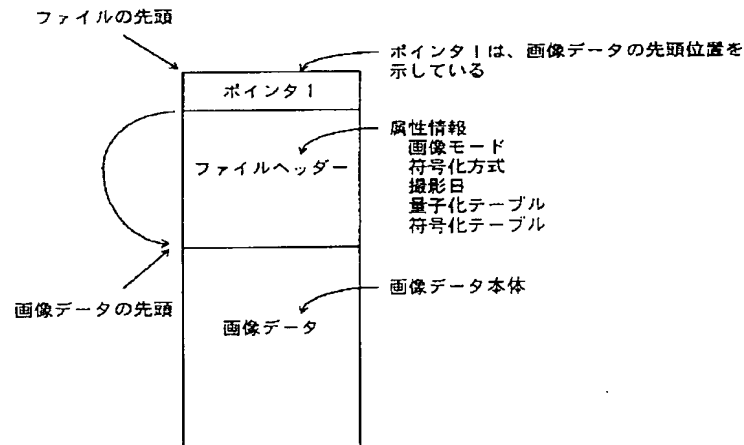 ファイルの先頭
ポインタ1は、画像データの先頭位置を
示している
ポインタ1
属性情報
画像モード
符号化方式
撮影日
量子化テーブル
符号化テーブル
ファイルヘッダー
画像データの先頭
画像データ本体
画像データ